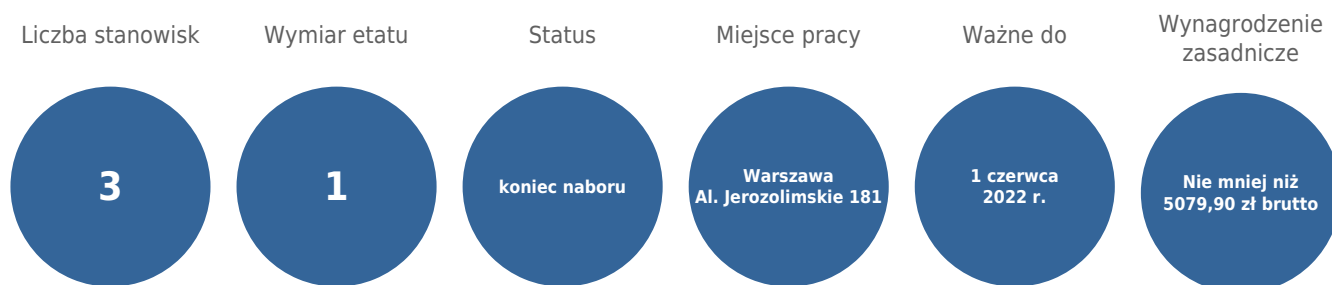 Liczba stanowisk
3
Wymiar etatu
1
Status
koniec naboru
Miejsce pracy
Warszawa
Al. Jerozolimskie 181
Ważne do
1 czerwca
2022 r.
Wynagrodzenie
zasadnicze
Nie mniej niż
5079,90 zł brutto